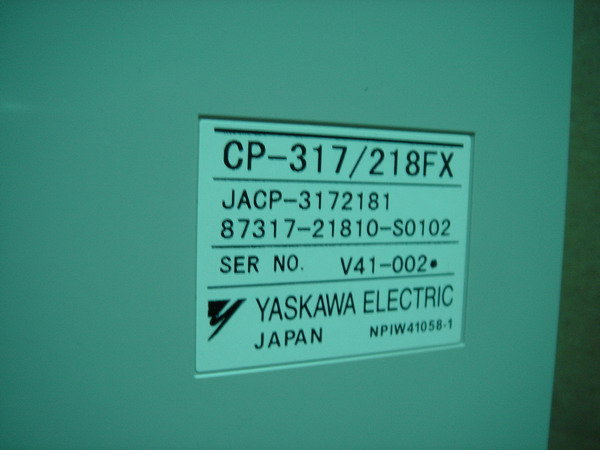 CP-317/218FX
JACP-3172181
87317-21810-S0102
SER NO. V41-002•
YASKAWA ELECTRIC
JAPAN NPIW41058-1